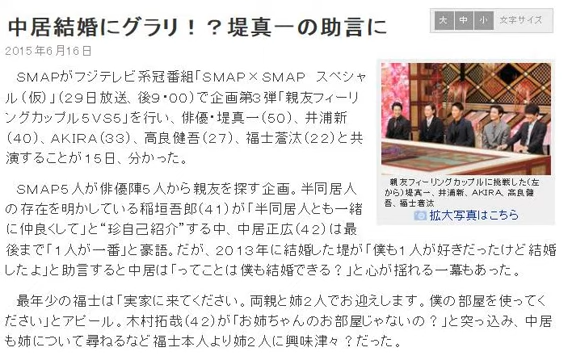 中居結婚にグラリ！？堤真一の助言に
2015年6月16日
大 中 小 文字サイズ
　SMAPがフジテレビ系冠番組「SMAP×SMAP　スペシャ
ル（仮）」（29日放送、後9・00）で企画第3弾「親友フィーリ
ングカップル5VS5」を行い、俳優・堤真一（50）、井浦新
（40）、AKIRA（33）、高良健吾（27）、福士蒼汰（22）と共
演することが15日、分かった。
　親友フィーリングカップルに挑戦した（左
から）堤真一、井浦新、AKIRA、高良健
吾、福士蒼汰
拡大写真はこちら
　SMAP5人が俳優陣5人から親友を探す企画。半同居人
の存在を明かしている稲垣吾郎（41）が「半同居人とも一緒
に仲良くして」と“珍自己紹介”する中、中居正広（42）は最
後まで「1人が一番」と豪語。だが、2013年に結婚した堤が「僕も1人が好きだったけど結婚
したよ」と助言すると中居は「ってことは僕も結婚できる？」と心が揺れる一幕もあった。
　最年少の福士は「実家に来てください。両親と姉2人でお迎えします。僕の部屋を使ってく
ださい」とアピール。木村拓哉（42）が「お姉ちゃんのお部屋じゃないの？」と突っ込み、中居
も姉について尋ねるなど福士本人より姉2人に興味津々？だった。